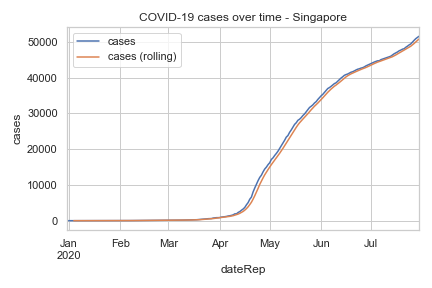 COVID-19 cases over time - Singapore
cases
cases (rolling)
50000
40000
30000
20000
10000
0
cases
Jan Feb Mar Apr May Jun Jul
2020
dateRep